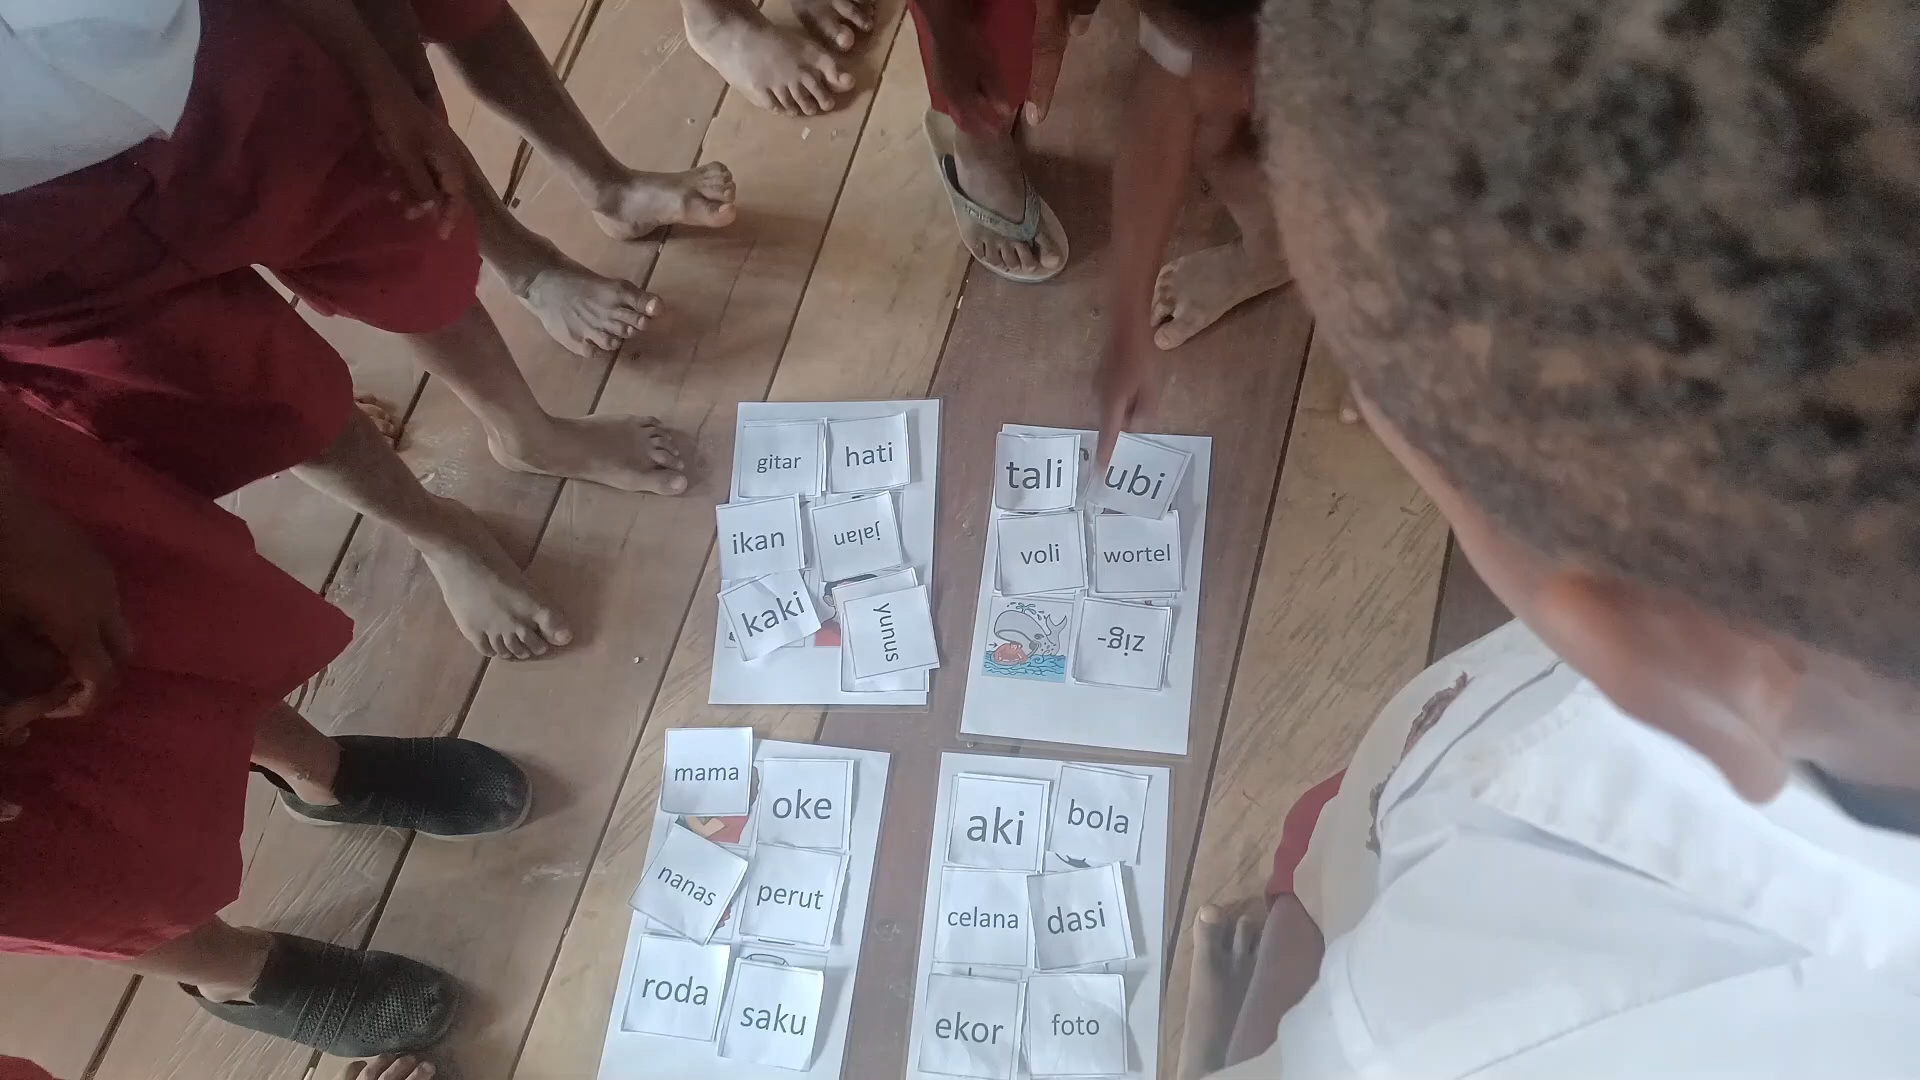 gitar
hati
ikan
jalan
kaki
yunus
tali
ubi
voli
wortel
zig-
mama
oke
nanas
perut
roda
saku
aki
bola
celana
dasi
ekor
foto